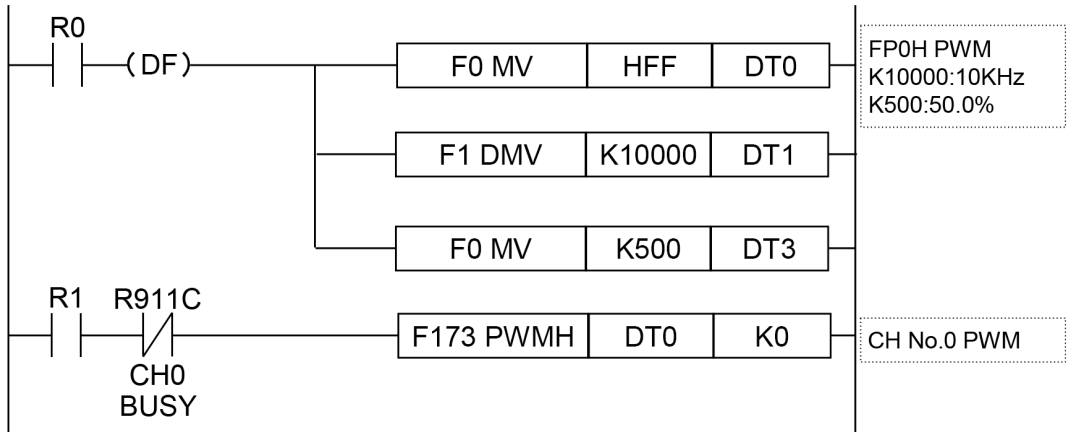 R0
(DF)
F0 MV HFF DT0
FP0H PWM
K10000:10KHz
K500:50.0%
F1 DMV K10000 DT1
F0 MV K500 DT3
R1 R911C
F173 PWMH DT0 K0
CH No.0 PWM
CH0
BUSY